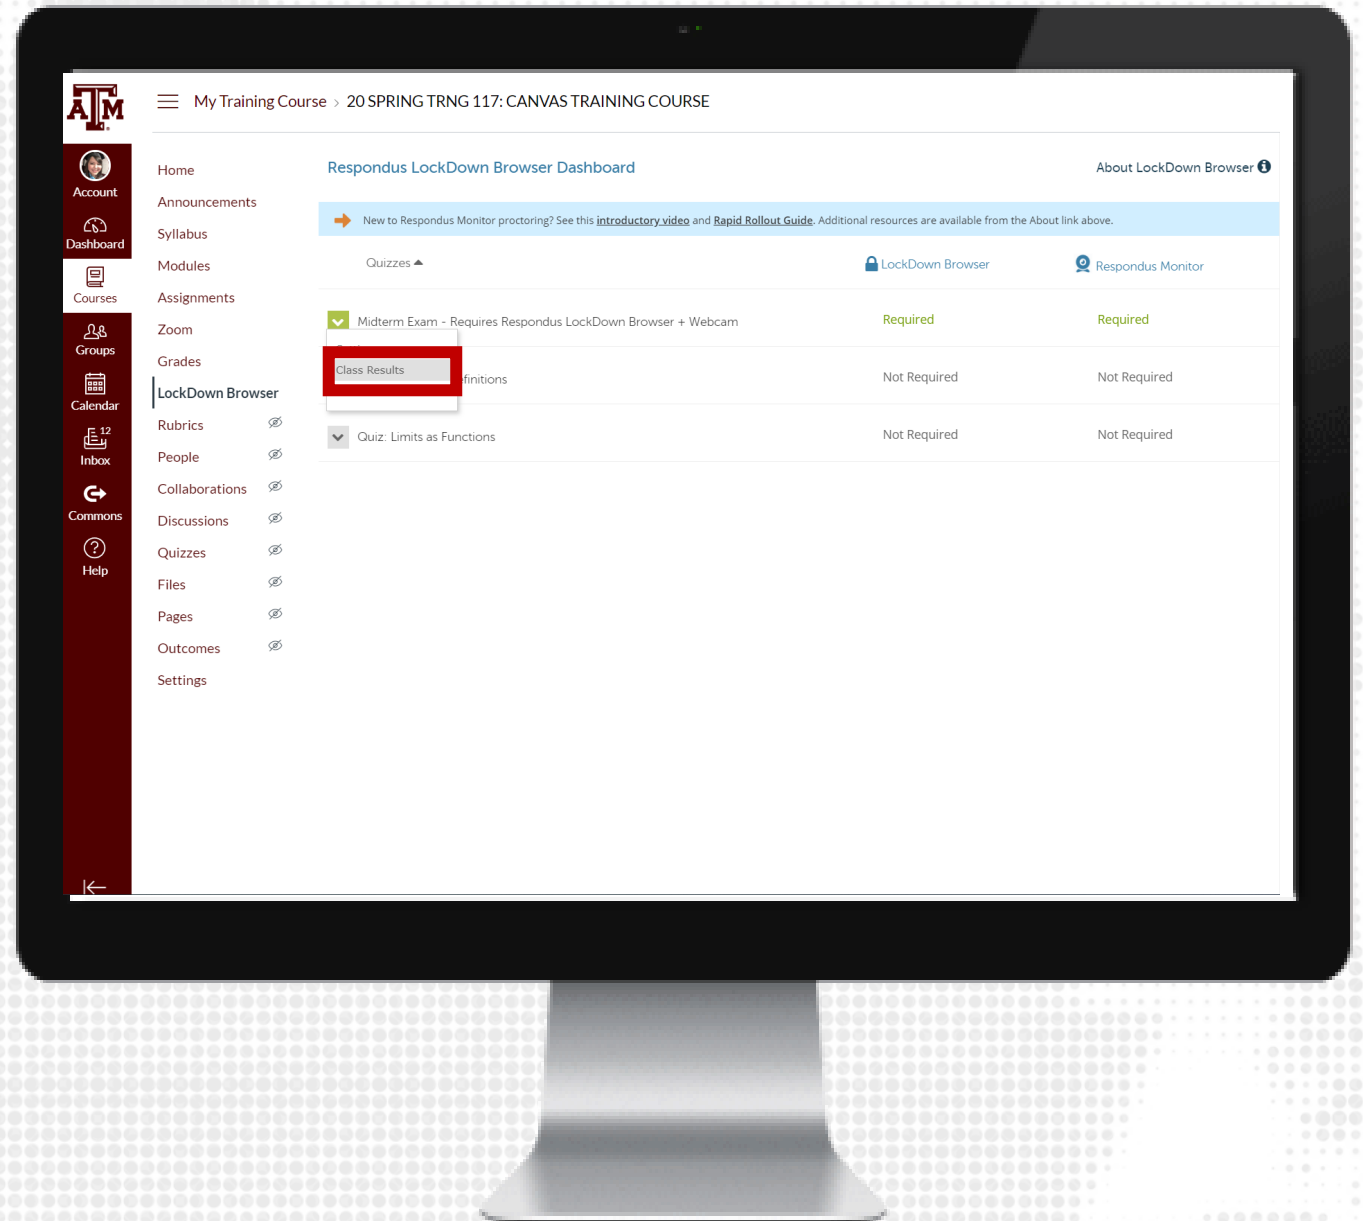 ATM
My Training Course > 20 SPRING TRNG 117: CANVAS TRAINING COURSE
Account
Dashboard
Courses
Groups
Calendar
12
Inbox
Commons
Help
Home
Announcements
Syllabus
Modules
Assignments
Zoom
Grades
LockDown Browser
Rubrics
People
Collaborations
Discussions
Quizzes
Files
Pages
Outcomes
Settings
Respondus LockDown Browser Dashboard
About LockDown Browser
New to Respondus Monitor proctoring? See this introductory video and Rapid Rollout Guide. Additional resources are available from the About link above.
Quizzes LockDown Browser Respondus Monitor
Midterm Exam - Requires Respondus LockDown Browser + Webcam Required Required
Class Results
Not Required Not Required
Quiz: Limits as Functions Not Required Not Required